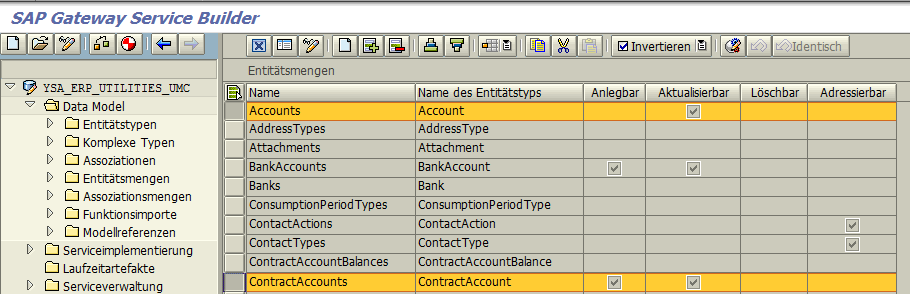 SAP Gateway Service Builder
Invertieren
Identisch
YSA_ERP_UTILITIES_UMC
Data Model
Entitätstypen
Komplexe Typen
Assoziationen
Entitätsmengen
Assoziationsmengen
Funktionsimporte
Modellreferenzen
Serviceimplementierung
Laufzeitartefakte
Serviceverwaltung
Entitätsmengen
Name Name des Entitätstyps Anlegbar Aktualisierbar Löschbar Adressierbar
Accounts Account
AddressTypes AddressType
Attachments Attachment
BankAccounts BankAccount
Banks Bank
ConsumptionPeriodTypes ConsumptionPeriodType
ContactActions ContactAction
ContactTypes ContactType
ContractAccountBalances ContractAccountBalance
ContractAccounts ContractAccount